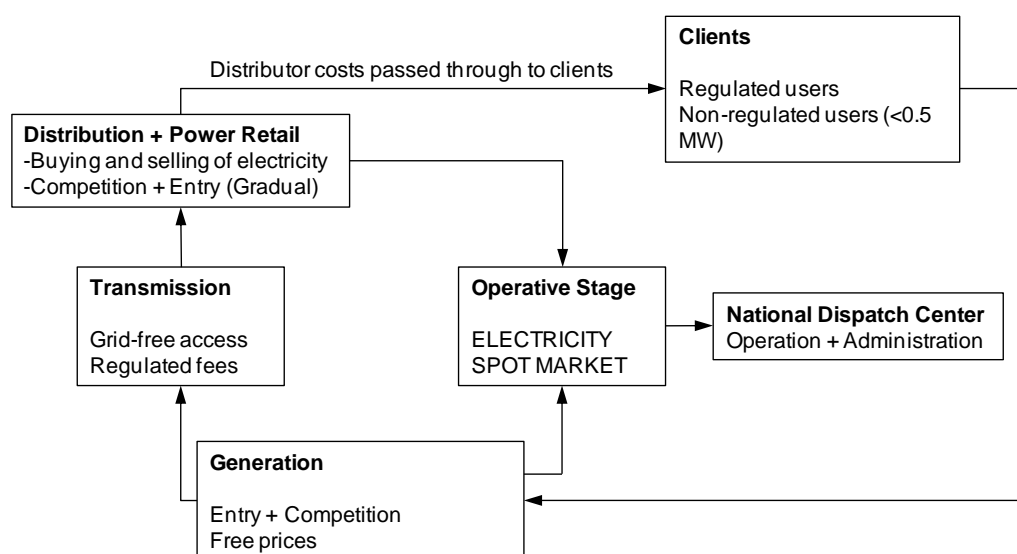 Clients
Regulated users
Non-regulated users (<0.5
MW)
Distributor costs passed through to clients
Distribution + Power Retail
-Buying and selling of electricity
-Competition + Entry (Gradual)
Transmission
Grid-free access
Regulated fees
Operative Stage
ELECTRICITY
SPOT MARKET
National Dispatch Center
Operation + Administration
Generation
Entry + Competition
Free prices